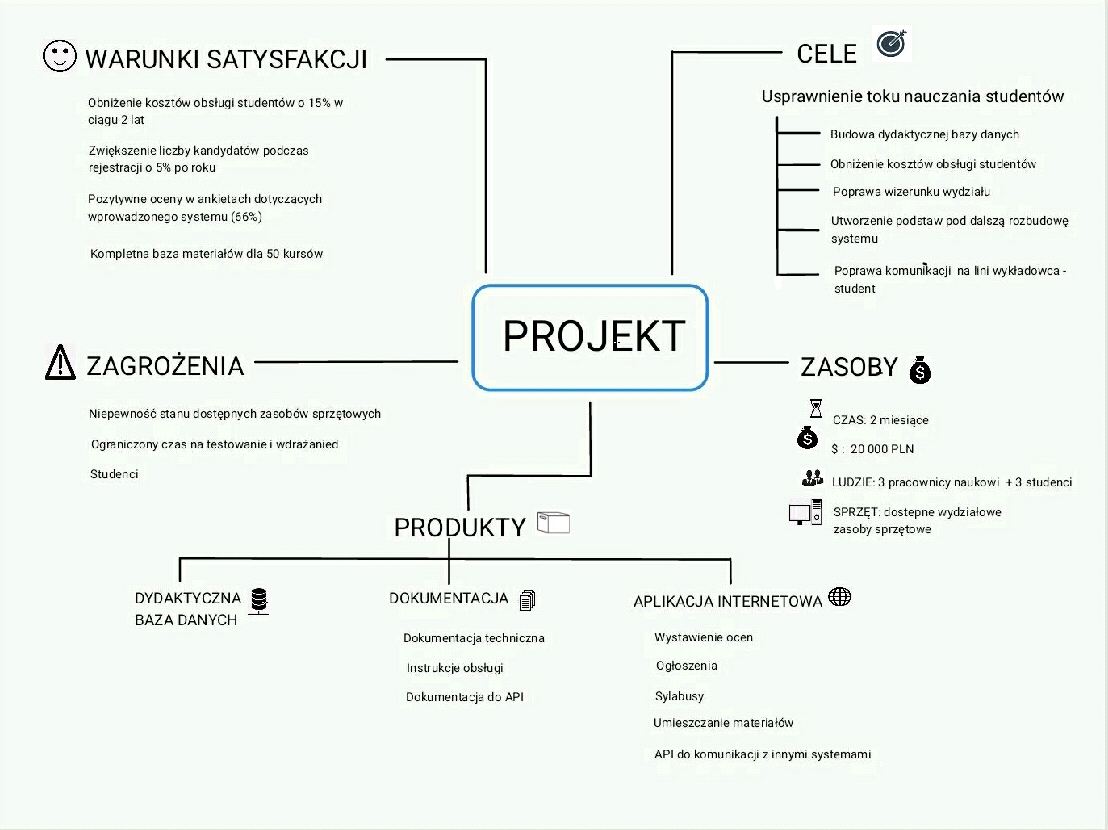 WARUNKI SATYSFAKCJI
Obniżenie kosztów obsługi studentów o 15% w
ciągu 2 lat
Zwiększenie liczby kandydatów podczas
rejestracji o 5% po roku
Pozytywne oceny w ankietach dotyczących
wprowadzonego systemu (66%)
Kompletna baza materiałów dla 50 kursów
CELE
Usprawnienie toku nauczania studentów
Budowa dydaktycznej bazy danych
Obniżenie kosztów obsługi studentów
Poprawa wizerunku wydziału
Utworzenie podstaw pod dalszą rozbudowę
systemu
Poprawa komunikacji na lini wykładowca -
student
PROJEKT
ZAGROŻENIA
Niepewność stanu dostępnych zasobów sprzętowych
Ograniczony czas na testowanie i wdrażanied
Studenci
ZASOBY
$
CZAS: 2 miesiące
$
$ : 20 000 PLN
LUDZIE: 3 pracownicy naukowi + 3 studenci
SPRZĘT: dostepne wydziałowe
zasoby sprzętowe
PRODUKTY
DYDAKTYCZNA
BAZA DANYCH
DOKUMENTACJA
Dokumentacja techniczna
Instrukcje obsługi
Dokumentacja do API
APLIKACJA INTERNETOWA
Wystawienie ocen
Ogłoszenia
Sylabusy
Umieszczanie materiałów
API do komunikacji z innymi systemami